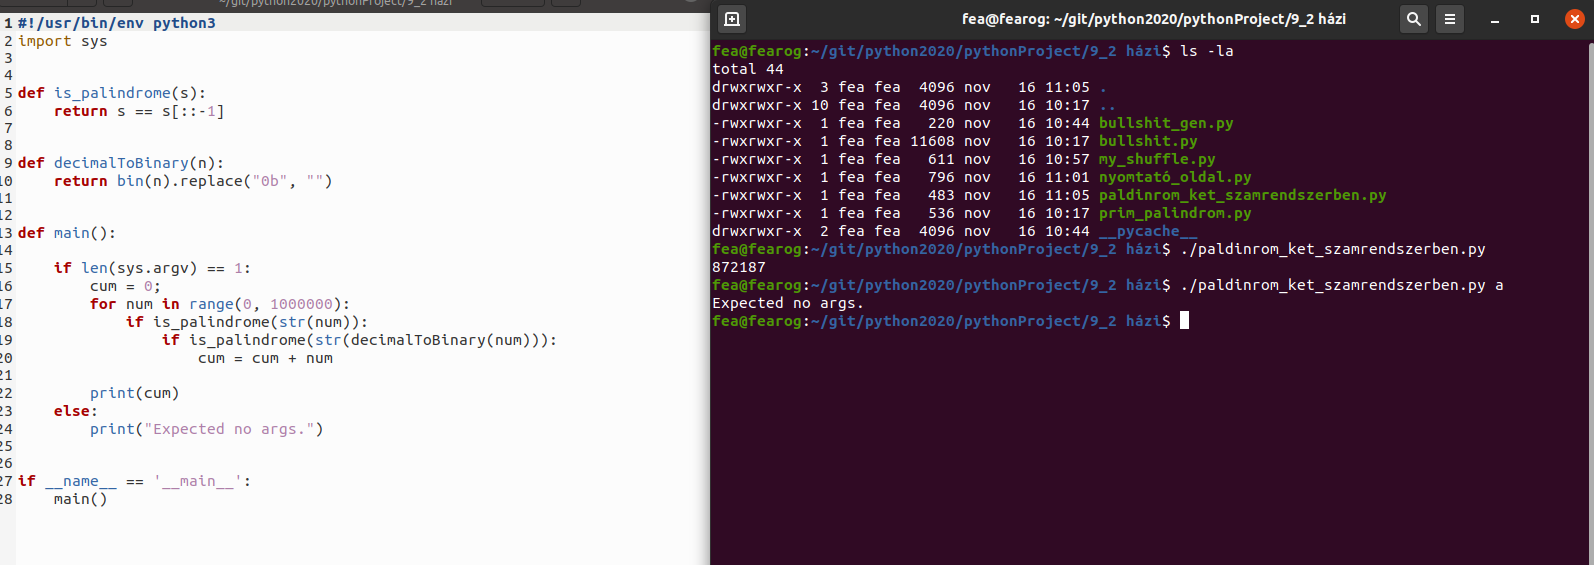 ~/git/python2020/pythonProject/9_2 házi
1 #!/usr/bin/env python3
2 import sys
3
4
5 def is_palindrome(s):
6     return s == s[::-1]
7
8
9 def decimalToBinary(n):
10     return bin(n).replace("0b", "")
11
12
13 def main():
14
15     if len(sys.argv) == 1:
16         cum = 0;
17         for num in range(0, 1000000):
18             if is_palindrome(str(num)):
19                 if is_palindrome(str(decimalToBinary(num))):
20                     cum = cum + num
21
22         print(cum)
23     else:
24         print("Expected no args.")
25
26
27 if __name__ == '__main__':
28     main()
fea@fearog: ~/git/python2020/pythonProject/9_2 házi
fea@fearog:~/git/python2020/pythonProject/9_2 házi$ ls -la
total 44
drwxrwxr-x  3 fea fea  4096 nov   16 11:05 .
drwxrwxr-x 10 fea fea  4096 nov   16 10:17 ..
-rwxrwxr-x  1 fea fea   220 nov   16 10:44 bullshit_gen.py
-rwxrwxr-x  1 fea fea 11608 nov   16 10:17 bullshit.py
-rwxrwxr-x  1 fea fea   611 nov   16 10:57 my_shuffle.py
-rwxrwxr-x  1 fea fea   796 nov   16 11:01 nyomtató_oldal.py
-rwxrwxr-x  1 fea fea   483 nov   16 11:05 paldinrom_ket_szamrendszerben.py
-rwxrwxr-x  1 fea fea   536 nov   16 10:17 prim_palindrom.py
drwxrwxr-x  2 fea fea  4096 nov   16 10:44 __pycache__
fea@fearog:~/git/python2020/pythonProject/9_2 házi$ ./paldinrom_ket_szamrendszerben.py
872187
fea@fearog:~/git/python2020/pythonProject/9_2 házi$ ./paldinrom_ket_szamrendszerben.py a
Expected no args.
fea@fearog:~/git/python2020/pythonProject/9_2 házi$